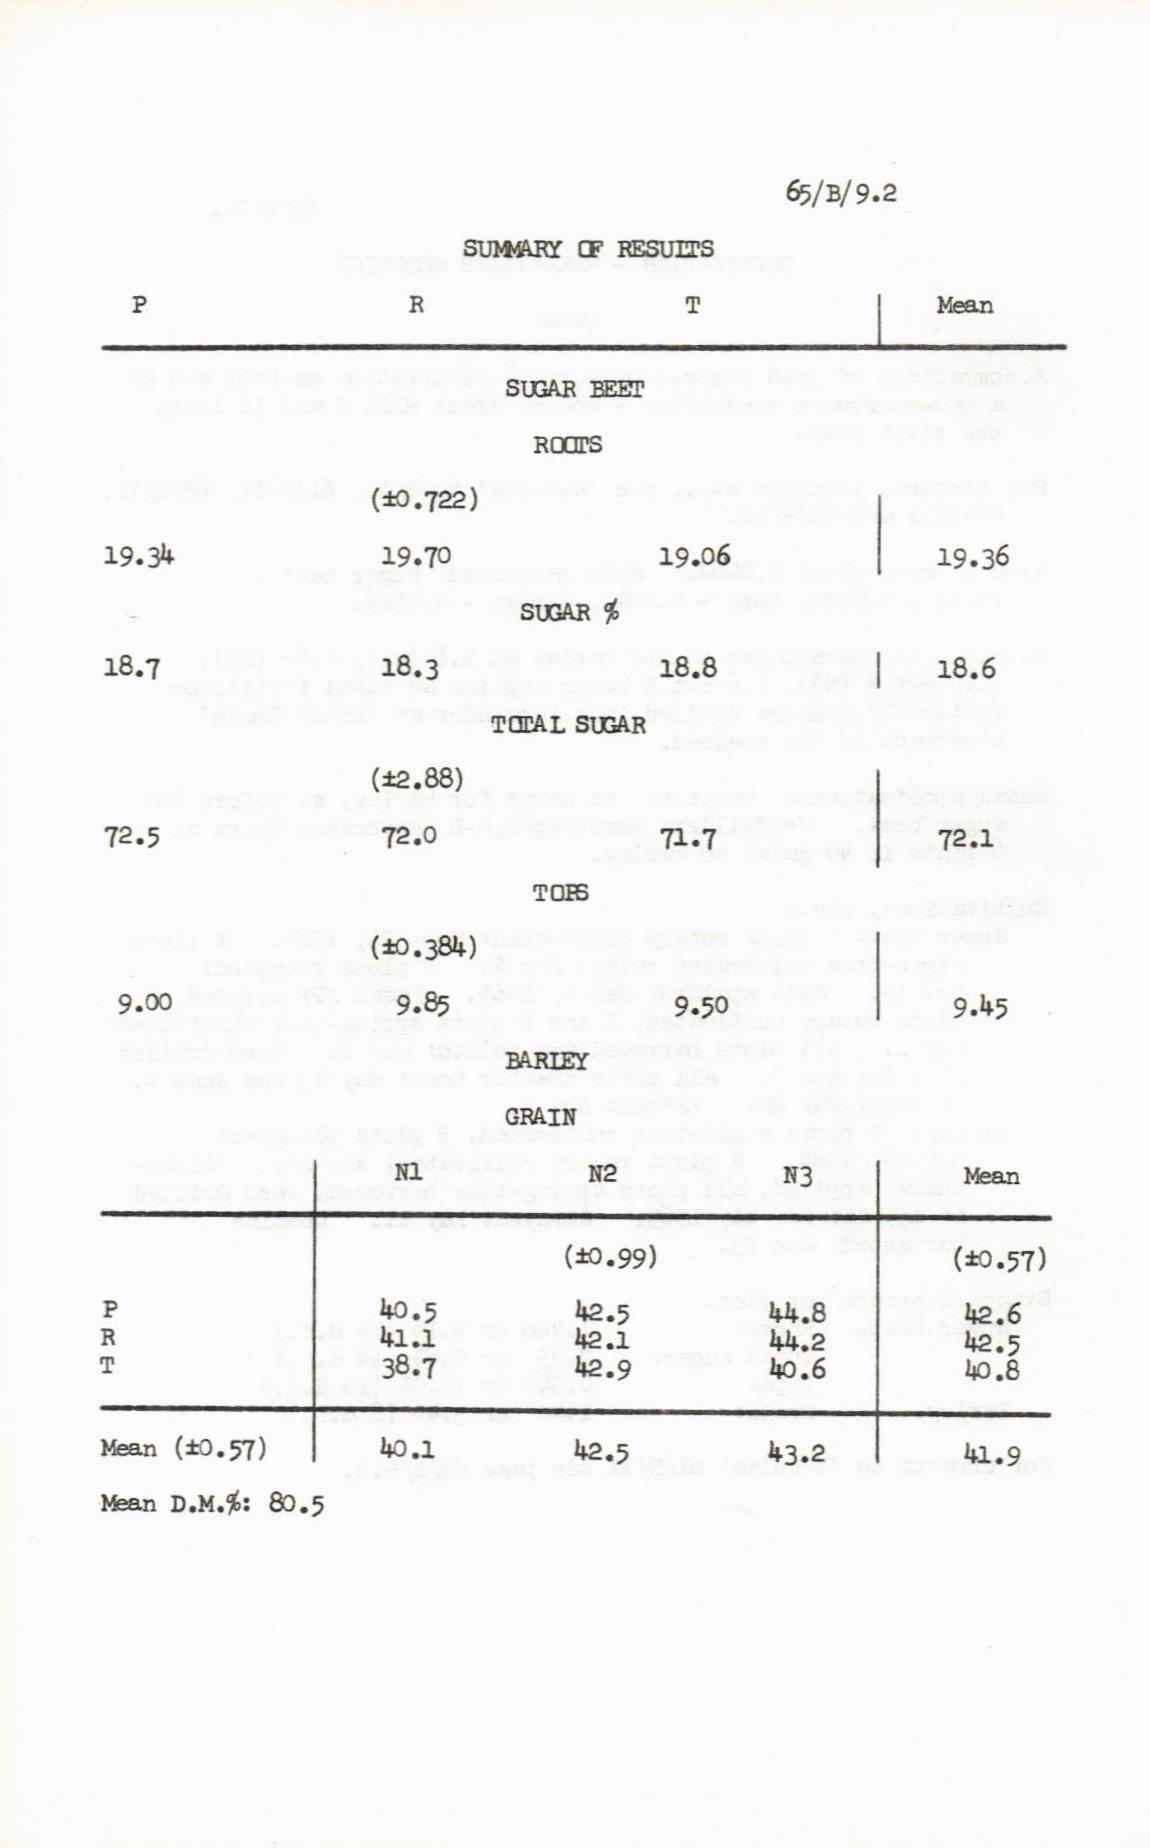 65/B/9.2
SUMMARY OF RESULTS
P R T Mean
SUGAR BEET
ROOTS
(±0.722)
19.34 19.70 19.06 19.36
SUGAR %
18.7 18.3 18.8 18.6
TOTAL SUGAR
(±2.88)
72.5 72.0 71.7 72.1
TOPS
(±0.384)
9.00 9.85 9.50 9.45
BARLEY
GRAIN
N1 N2 N3 Mean
(±0.99) (±0.57)
P 40.5 42.5 44.8 42.6
R 41.1 42.1 44.2 42.5
T 38.7 42.9 40.6 40.8
Mean (±0.57) 40.1 42.5 43.2 41.9
Mean D.M.%: 80.5